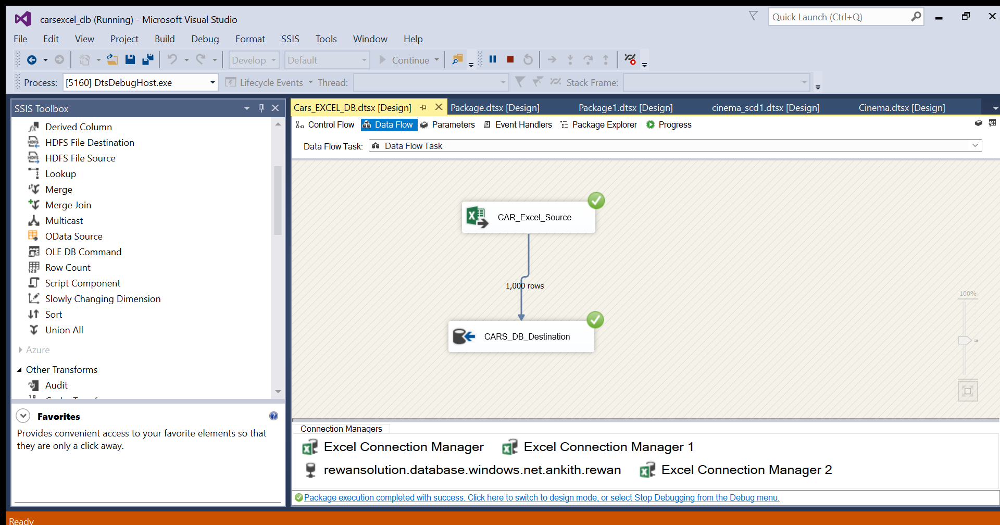 carsexcel_db (Running) - Microsoft Visual Studio
Quick Launch (Ctrl+Q)
File Edit View Project Build Debug Format SSIS Tools Window Help
Develop Default Continue
Process: [5160] DtsDebugHost.exe Lifecycle Events Thread: Stack Frame:
SSIS Toolbox
Derived Column
HDFS File Destination
HDFS File Source
Lookup
Merge
Merge Join
Multicast
OData Source
OLE DB Command
Row Count
Script Component
Slowly Changing Dimension
Sort
Union All
Azure
Other Transforms
Audit
Favorites
Provides convenient access to your favorite elements so that
they are only a click away.
Cars_EXCEL_DB.dtsx [Design] Package.dtsx [Design] Package1.dtsx [Design] cinema_scd1.dtsx [Design] Cinema.dtsx [Design]
Control Flow Data Flow Parameters Event Handlers Package Explorer Progress
Data Flow Task: Data Flow Task
CAR_Excel_Source
1,000 rows
CARS_DB_Destination
100%
Connection Managers
Excel Connection Manager Excel Connection Manager 1
rewansolution.database.windows.net.ankith.rewan Excel Connection Manager 2
Package execution completed with success. Click here to switch to design mode, or select Stop Debugging from the Debug menu.
Ready